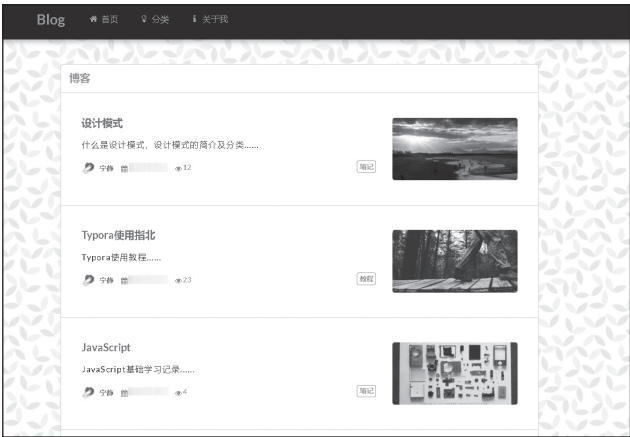 Blog 首页 分类 关于我
博客
设计模式
什么是设计模式，设计模式的简介及分类......
宁静 12 笔记
Typora使用指北
Typora使用教程......
宁静 23 教程
JavaScript
JavaScript基础学习记录......
宁静 4 笔记